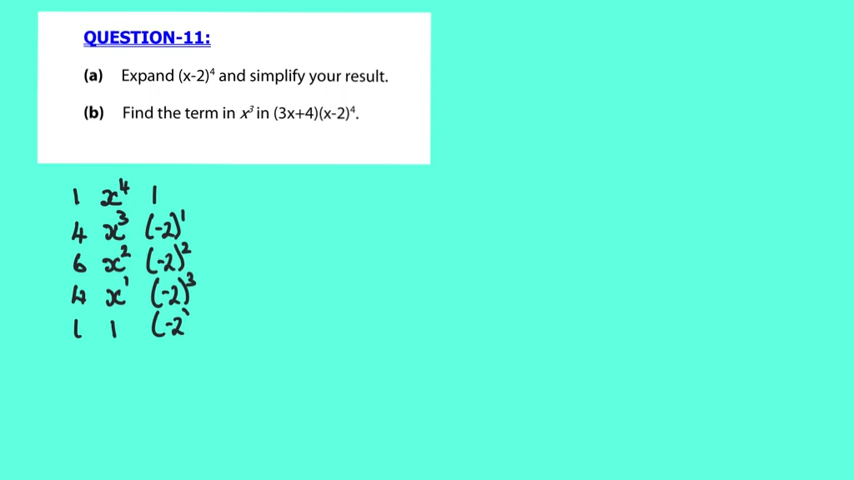 QUESTION-11:
(a) Expand (x-2)⁴ and simplify your result.
(b) Find the term in x³ in (3x+4)(x-2)⁴.
1 x⁴ 1
4 x³ (-2)¹
6 x² (-2)²
4 x¹ (-2)³
1 1 (-2